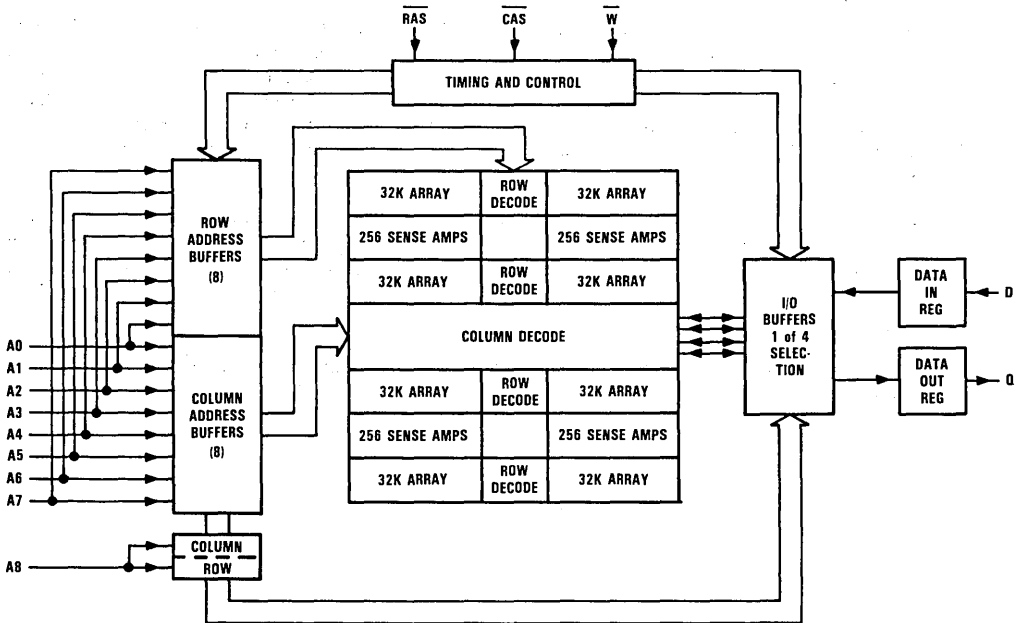 R̅A̅S̅ C̅A̅S̅ W̅
TIMING AND CONTROL
ROW
ADDRESS
BUFFERS
(8)
32K ARRAY ROW DECODE 32K ARRAY
256 SENSE AMPS 256 SENSE AMPS
32K ARRAY ROW DECODE 32K ARRAY
COLUMN DECODE
32K ARRAY ROW DECODE 32K ARRAY
256 SENSE AMPS 256 SENSE AMPS
32K ARRAY ROW DECODE 32K ARRAY
I/O
BUFFERS
1 of 4
SELEC-
TION
DATA
IN
REG
D
DATA
OUT
REG
Q
A0
A1
A2
A3
A4
A5
A6
A7
COLUMN
ADDRESS
BUFFERS
(8)
A8
COLUMN
ROW